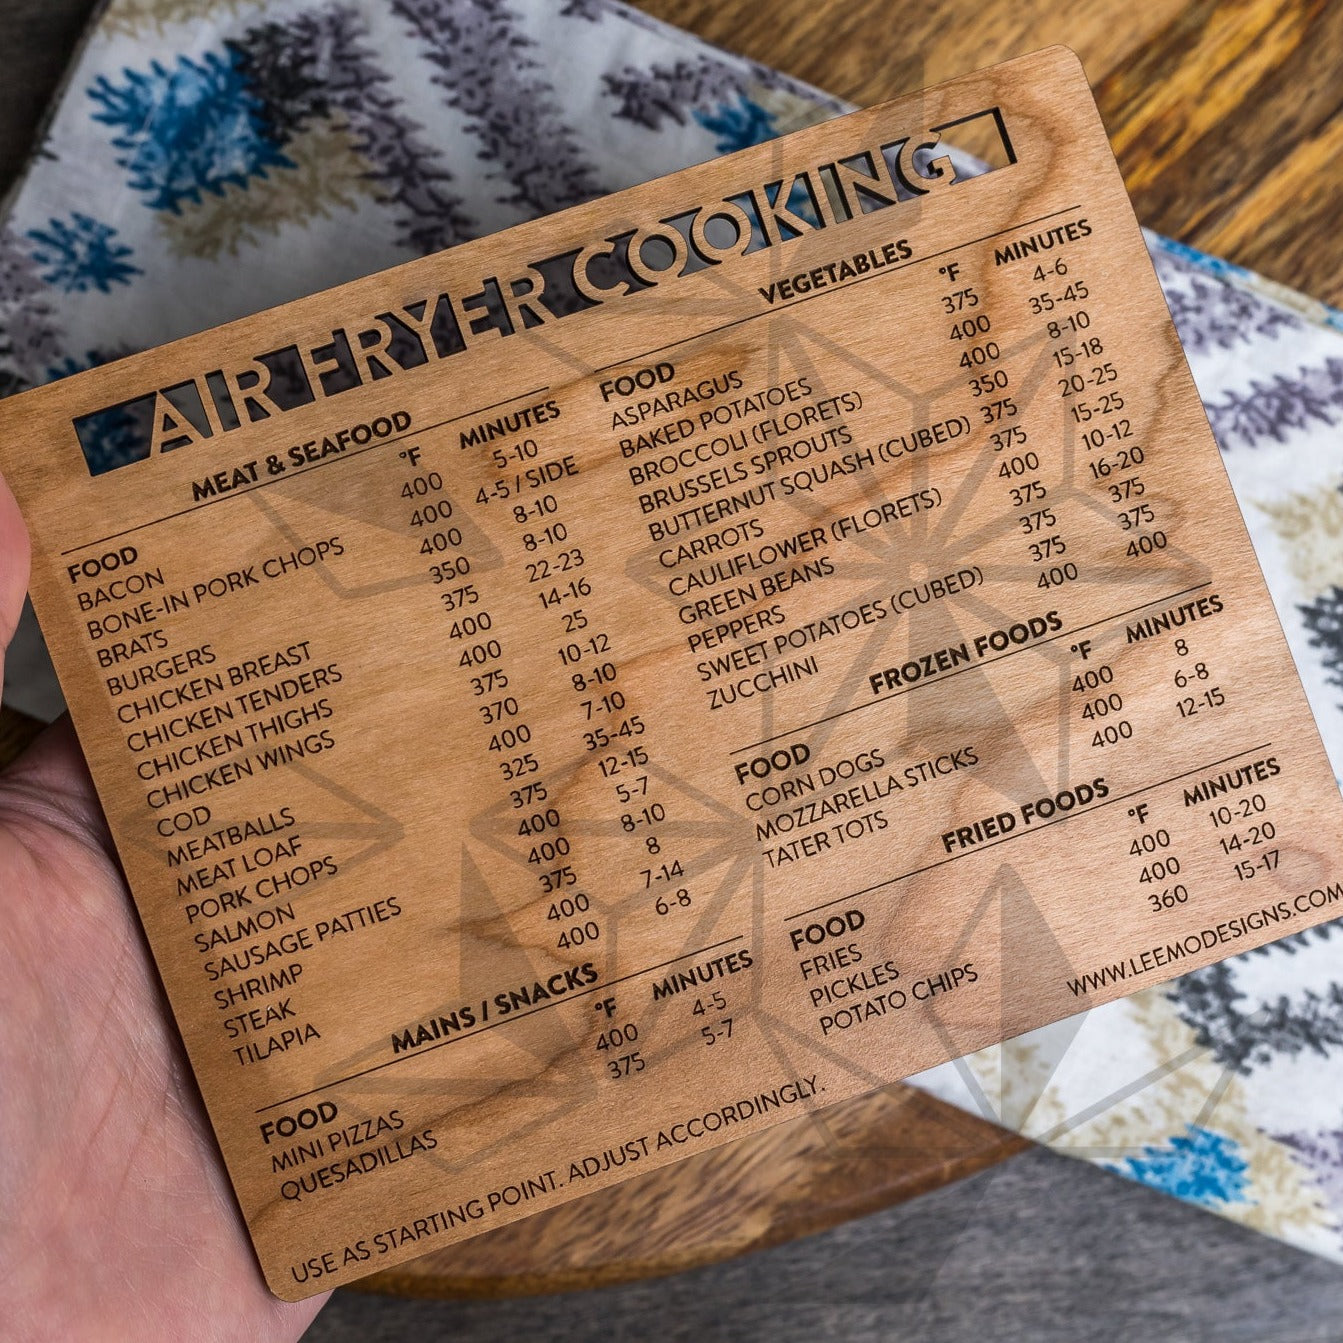 AIR FRYER COOKING
MEAT & SEAFOOD
FOOD °F MINUTES
BACON 400 5-10
BONE-IN PORK CHOPS 400 4-5 / SIDE
BRATS 400 8-10
BURGERS 350 8-10
CHICKEN BREAST 375 22-23
CHICKEN TENDERS 400 14-16
CHICKEN THIGHS 400 25
CHICKEN WINGS 375 10-12
COD 370 8-10
MEATBALLS 400 7-10
MEAT LOAF 325 35-45
PORK CHOPS 375 12-15
SALMON 400 5-7
SAUSAGE PATTIES 400 8-10
SHRIMP 375 8
STEAK 400 7-14
TILAPIA 400 6-8
MAINS / SNACKS
FOOD °F MINUTES
MINI PIZZAS 400 4-5
QUESADILLAS 375 5-7
VEGETABLES
FOOD °F MINUTES
ASPARAGUS 375 4-6
BAKED POTATOES 400 35-45
BROCCOLI (FLORETS) 400 8-10
BRUSSELS SPROUTS 350 15-18
BUTTERNUT SQUASH (CUBED) 375 20-25
CARROTS 375 15-25
CAULIFLOWER (FLORETS) 400 10-12
GREEN BEANS 375 16-20
PEPPERS 375 375
SWEET POTATOES (CUBED) 375 375
ZUCCHINI 400 400
FROZEN FOODS
FOOD °F MINUTES
CORN DOGS 400 8
MOZZARELLA STICKS 400 6-8
TATER TOTS 400 12-15
FRIED FOODS
FOOD °F MINUTES
FRIES 400 10-20
PICKLES 400 14-20
POTATO CHIPS 360 15-17
USE AS STARTING POINT. ADJUST ACCORDINGLY.
WWW.LEEMODESIGNS.COM